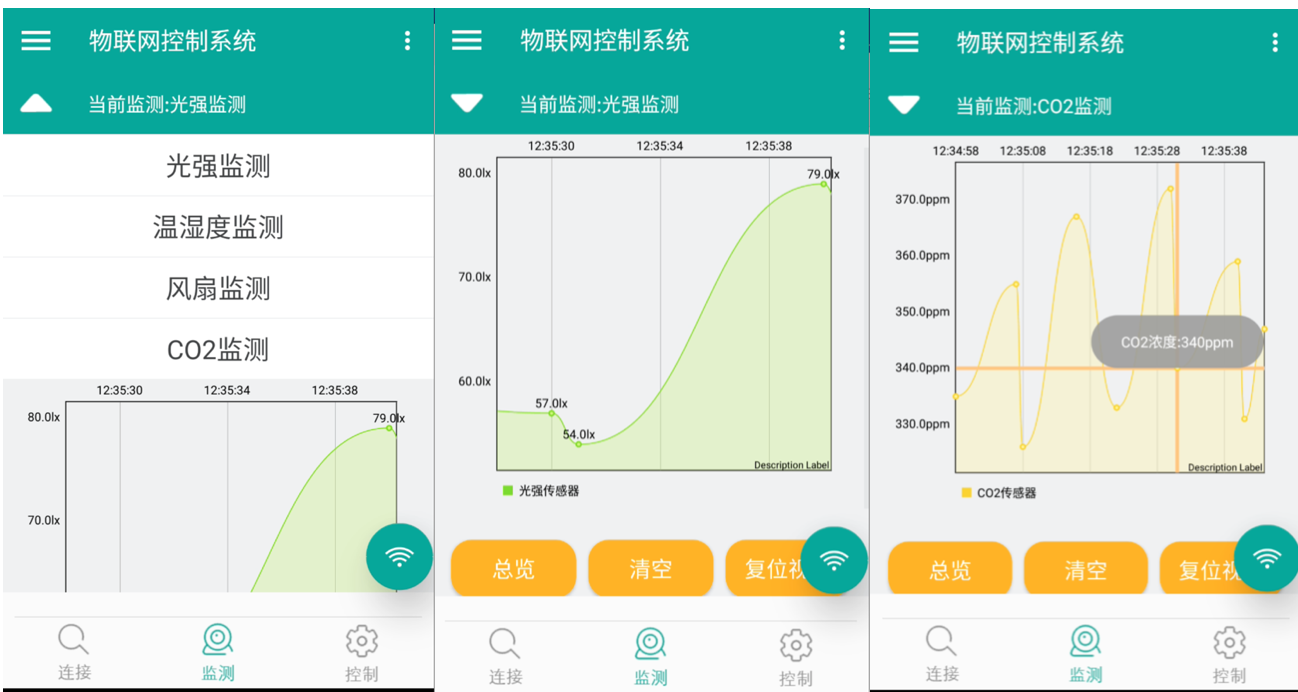 物联网控制系统
当前监测:光强监测
光强监测
温湿度监测
风扇监测
CO2监测
12:35:30 12:35:34 12:35:38
80.0lx
79.0lx
70.0lx
连接 监测 控制
物联网控制系统
当前监测:光强监测
12:35:30 12:35:34 12:35:38
80.0lx
79.0lx
70.0lx
60.0lx
57.0lx
54.0lx
Description Label
光强传感器
总览 清空 复位视
连接 监测 控制
物联网控制系统
当前监测:CO2监测
12:34:58 12:35:08 12:35:18 12:35:28 12:35:38
370.0ppm
360.0ppm
350.0ppm
CO2浓度:340ppm
340.0ppm
330.0ppm
Description Label
CO2传感器
总览 清空 复位视
连接 监测 控制